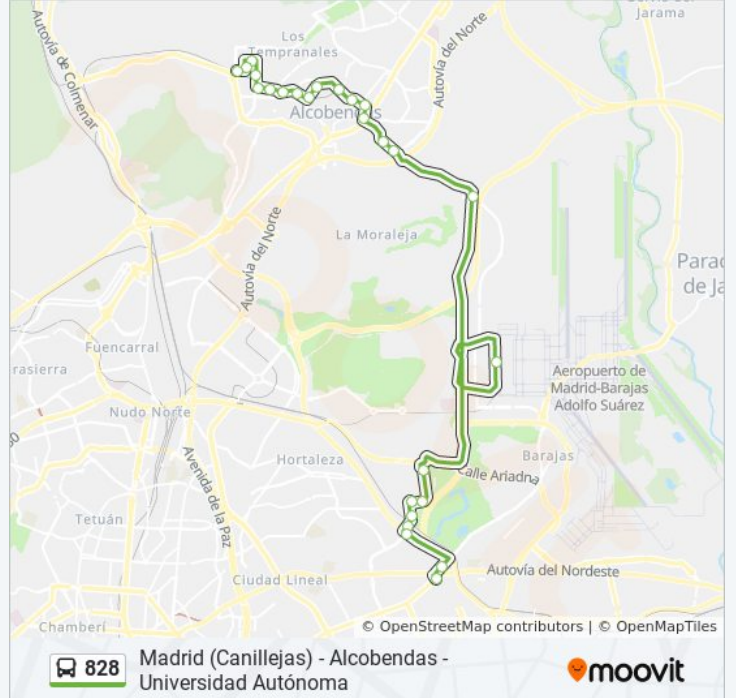 Jarama
Autovía de Colmenar
Los
Tempranales
Autovía del Norte
Alcobendas
La Moraleja
Autovía del Norte
Parac
de Ja
Fuencarral
rasierra
Aeropuerto de
Madrid-Barajas
Adolfo Suárez
Nudo Norte
Hortaleza
Barajas
Calle Ariadna
Avenida de la Paz
Tetuán
Ciudad Lineal
Autovía del Nordeste
Chamberí
© OpenStreetMap contributors | © OpenMapTiles
828
Madrid (Canillejas) - Alcobendas -
Universidad Autónoma
moovit